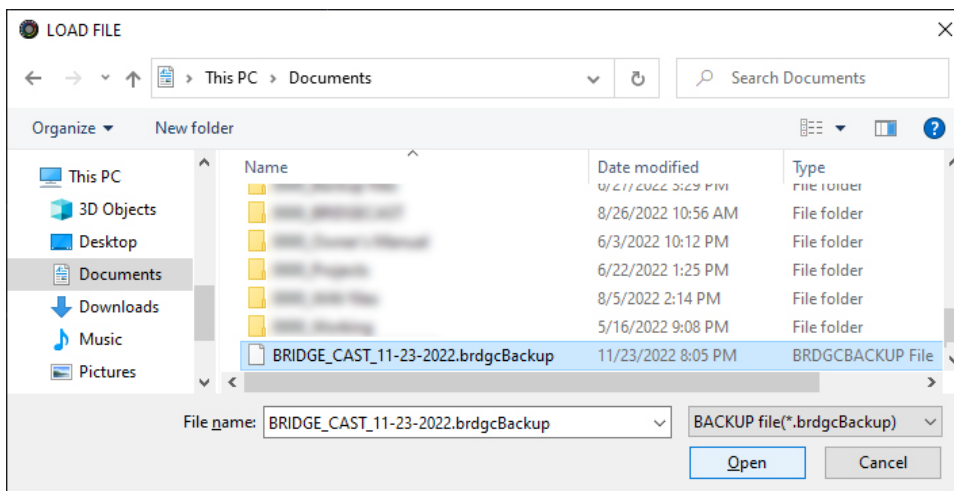 LOAD FILE
This PC > Documents
Search Documents
Organize
New folder
This PC
3D Objects
Desktop
Documents
Downloads
Music
Pictures
Name Date modified Type
6/27/2022 3:29 PM File folder
8/26/2022 10:56 AM File folder
6/3/2022 10:12 PM File folder
6/22/2022 1:25 PM File folder
8/5/2022 2:14 PM File folder
5/16/2022 9:08 PM File folder
BRIDGE_CAST_11-23-2022.brdgcBackup 11/23/2022 8:05 PM BRDGCBACKUP File
File name: BRIDGE_CAST_11-23-2022.brdgcBackup BACKUP file(*.brdgcBackup)
Open Cancel